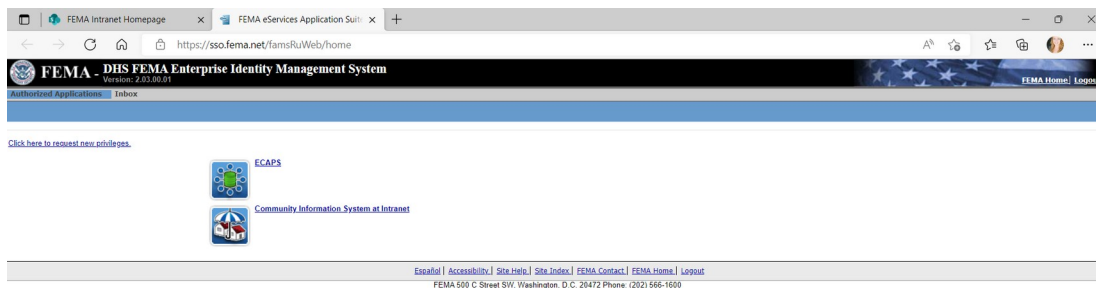 FEMA Intranet Homepage
FEMA eServices Application Suit
https://sso.fema.net/famsRuWeb/home
FEMA - DHS FEMA Enterprise Identity Management System
Version: 2.03.00.01
FEMA Home | Logou
Authorized Applications Inbox
Click here to request new privileges.
ECAPS
Community Information System at Intranet
Español | Accessibility | Site Help | Site Index | FEMA Contact | FEMA Home | Logout
FEMA 500 C Street SW, Washington, D.C. 20472 Phone: (202) 566-1600